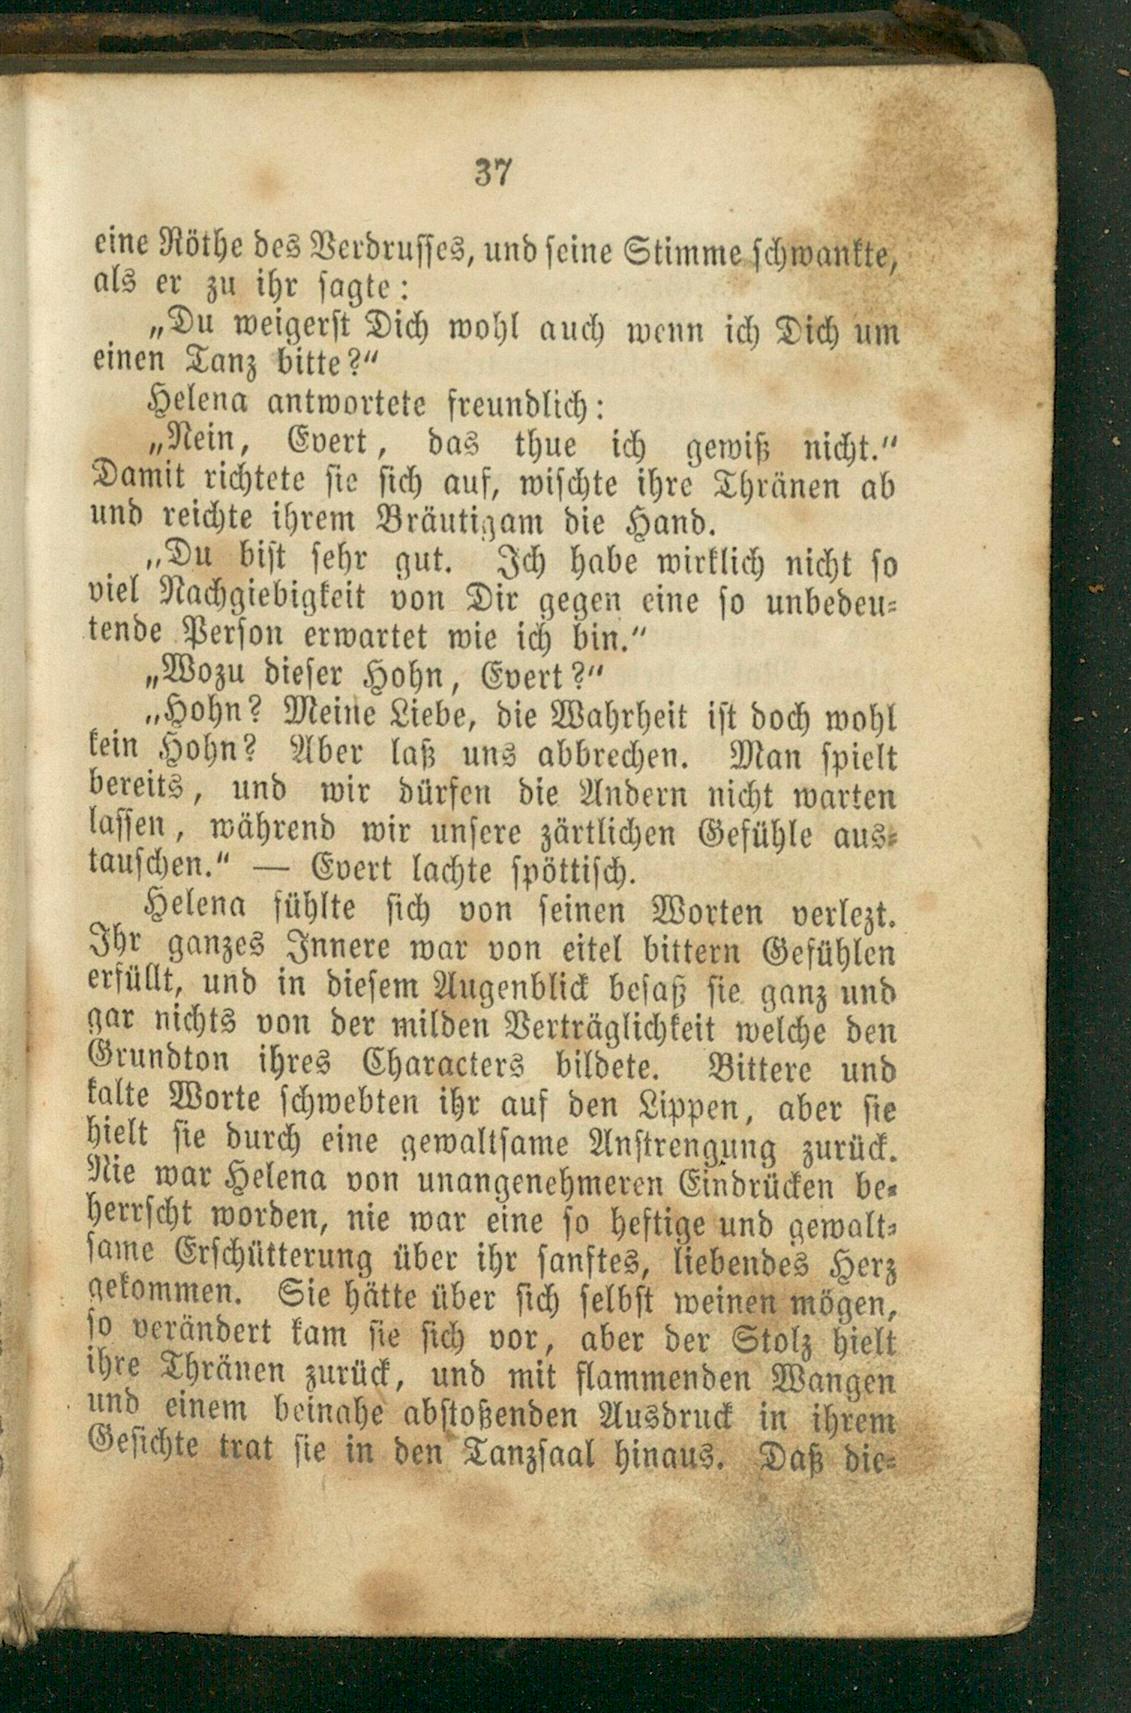 37
eine Röthe des Verdrusses, und seine Stimme schwankte,
als er zu ihr sagte:
„Du weigerst Dich wohl auch wenn ich Dich um
einen Tanz bitte?“
Helena antwortete freundlich:
„Nein, Evert, das thue ich gewiß nicht.“
Damit richtete sie sich auf, wischte ihre Thränen ab
und reichte ihrem Bräutigam die Hand.
„Du bist sehr gut. Ich habe wirklich nicht so
viel Nachgiebigkeit von Dir gegen eine so unbedeu-
tende Person erwartet wie ich bin.“
„Wozu dieser Hohn, Evert?“
„Hohn? Meine Liebe, die Wahrheit ist doch wohl
kein Hohn? Aber laß uns abbrechen. Man spielt
bereits, und wir dürfen die Andern nicht warten
lassen, während wir unsere zärtlichen Gefühle aus-
tauschen.“ — Evert lachte spöttisch.
Helena fühlte sich von seinen Worten verlezt.
Ihr ganzes Innere war von eitel bittern Gefühlen
erfüllt, und in diesem Augenblick besaß sie ganz und
gar nichts von der milden Verträglichkeit welche den
Grundton ihres Characters bildete. Bittere und
kalte Worte schwebten ihr auf den Lippen, aber sie
hielt sie durch eine gewaltsame Anstrengung zurück.
Nie war Helena von unangenehmeren Eindrücken be-
herrscht worden, nie war eine so heftige und gewalt-
same Erschütterung über ihr sanftes, liebendes Herz
gekommen. Sie hätte über sich selbst weinen mögen,
so verändert kam sie sich vor, aber der Stolz hielt
ihre Thränen zurück, und mit flammenden Wangen
und einem beinahe abstoßenden Ausdruck in ihrem
Gesichte trat sie in den Tanzsaal hinaus. Daß die-